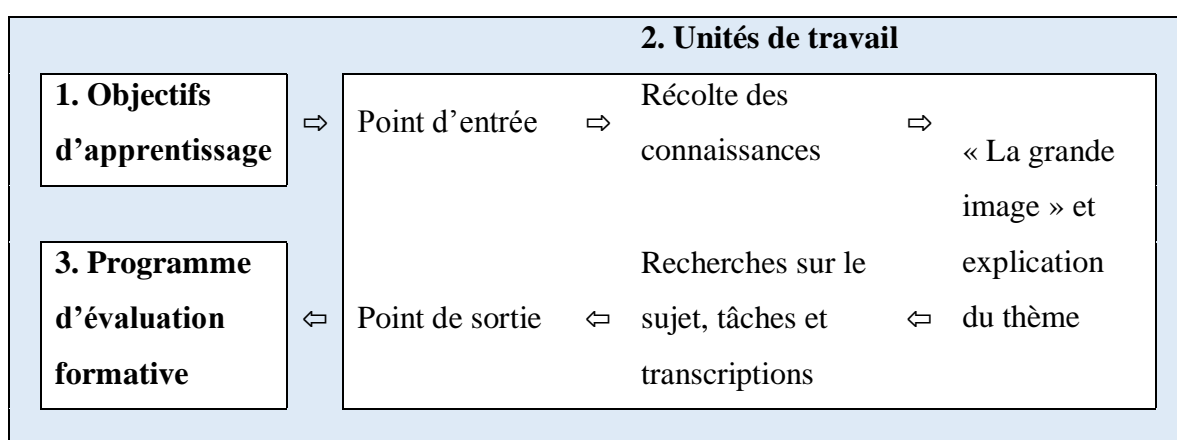 2. Unités de travail
1. Objectifs
d'apprentissage
⇨
Point d'entrée
⇨
Récolte des
connaissances
⇨
« La grande
image » et
explication
du thème
3. Programme
d'évaluation
formative
⇦
Point de sortie
⇦
Recherches sur le
sujet, tâches et
transcriptions
⇦